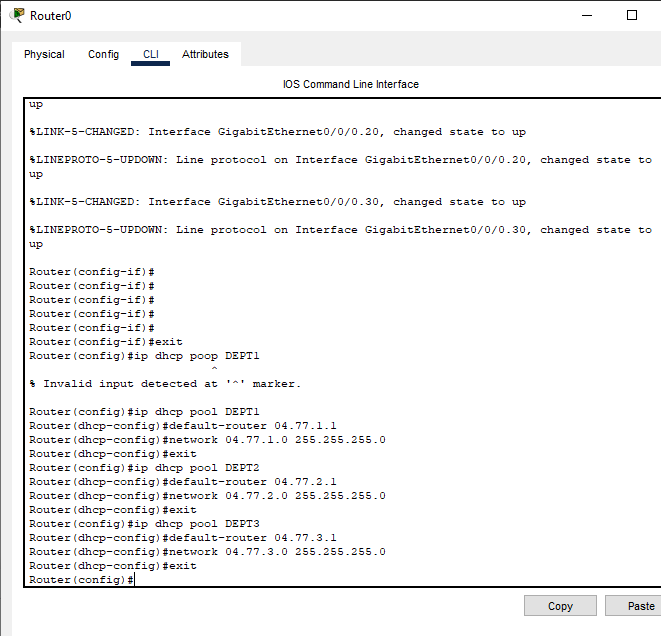 Router0
Physical Config CLI Attributes
IOS Command Line Interface
up
%LINK-5-CHANGED: Interface GigabitEthernet0/0/0.20, changed state to up
%LINEPROTO-5-UPDOWN: Line protocol on Interface GigabitEthernet0/0/0.20, changed state to
up
%LINK-5-CHANGED: Interface GigabitEthernet0/0/0.30, changed state to up
%LINEPROTO-5-UPDOWN: Line protocol on Interface GigabitEthernet0/0/0.30, changed state to
up
Router(config-if)#
Router(config-if)#
Router(config-if)#
Router(config-if)#
Router(config-if)#
Router(config-if)#exit
Router(config)#ip dhcp poop DEPT1
^
% Invalid input detected at '^' marker.
Router(config)#ip dhcp pool DEPT1
Router(dhcp-config)#default-router 04.77.1.1
Router(dhcp-config)#network 04.77.1.0 255.255.255.0
Router(dhcp-config)#exit
Router(config)#ip dhcp pool DEPT2
Router(dhcp-config)#default-router 04.77.2.1
Router(dhcp-config)#network 04.77.2.0 255.255.255.0
Router(dhcp-config)#exit
Router(config)#ip dhcp pool DEPT3
Router(dhcp-config)#default-router 04.77.3.1
Router(dhcp-config)#network 04.77.3.0 255.255.255.0
Router(dhcp-config)#exit
Router(config)#
Copy Paste